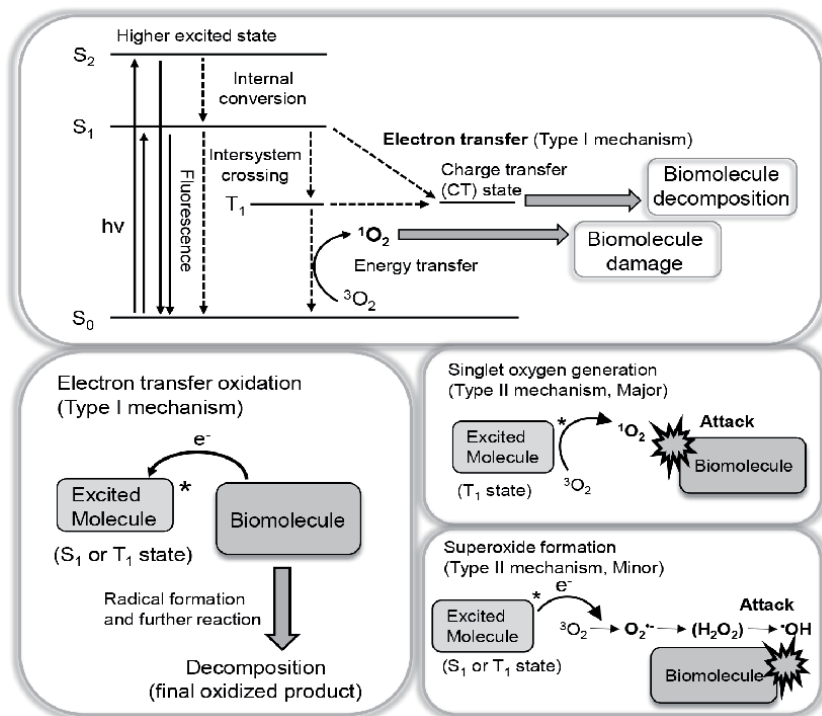 Higher excited state
S₂
Internal
conversion
S₁
Electron transfer (Type I mechanism)
Intersystem
crossing
Charge transfer
(CT) state
Biomolecule
decomposition
Fluorescence
T₁
hν
¹O₂
Biomolecule
damage
Energy transfer
³O₂
S₀
Electron transfer oxidation
(Type I mechanism)
e⁻
Excited
Molecule
*
Biomolecule
(S₁ or T₁ state)
Radical formation
and further reaction
Decomposition
(final oxidized product)
Singlet oxygen generation
(Type II mechanism, Major)
Excited
Molecule
*
¹O₂
Attack
Biomolecule
(T₁ state)
³O₂
Superoxide formation
(Type II mechanism, Minor)
Excited
Molecule
*
e⁻
Attack
³O₂ → O₂•⁻ → (H₂O₂) → •OH
(S₁ or T₁ state)
Biomolecule